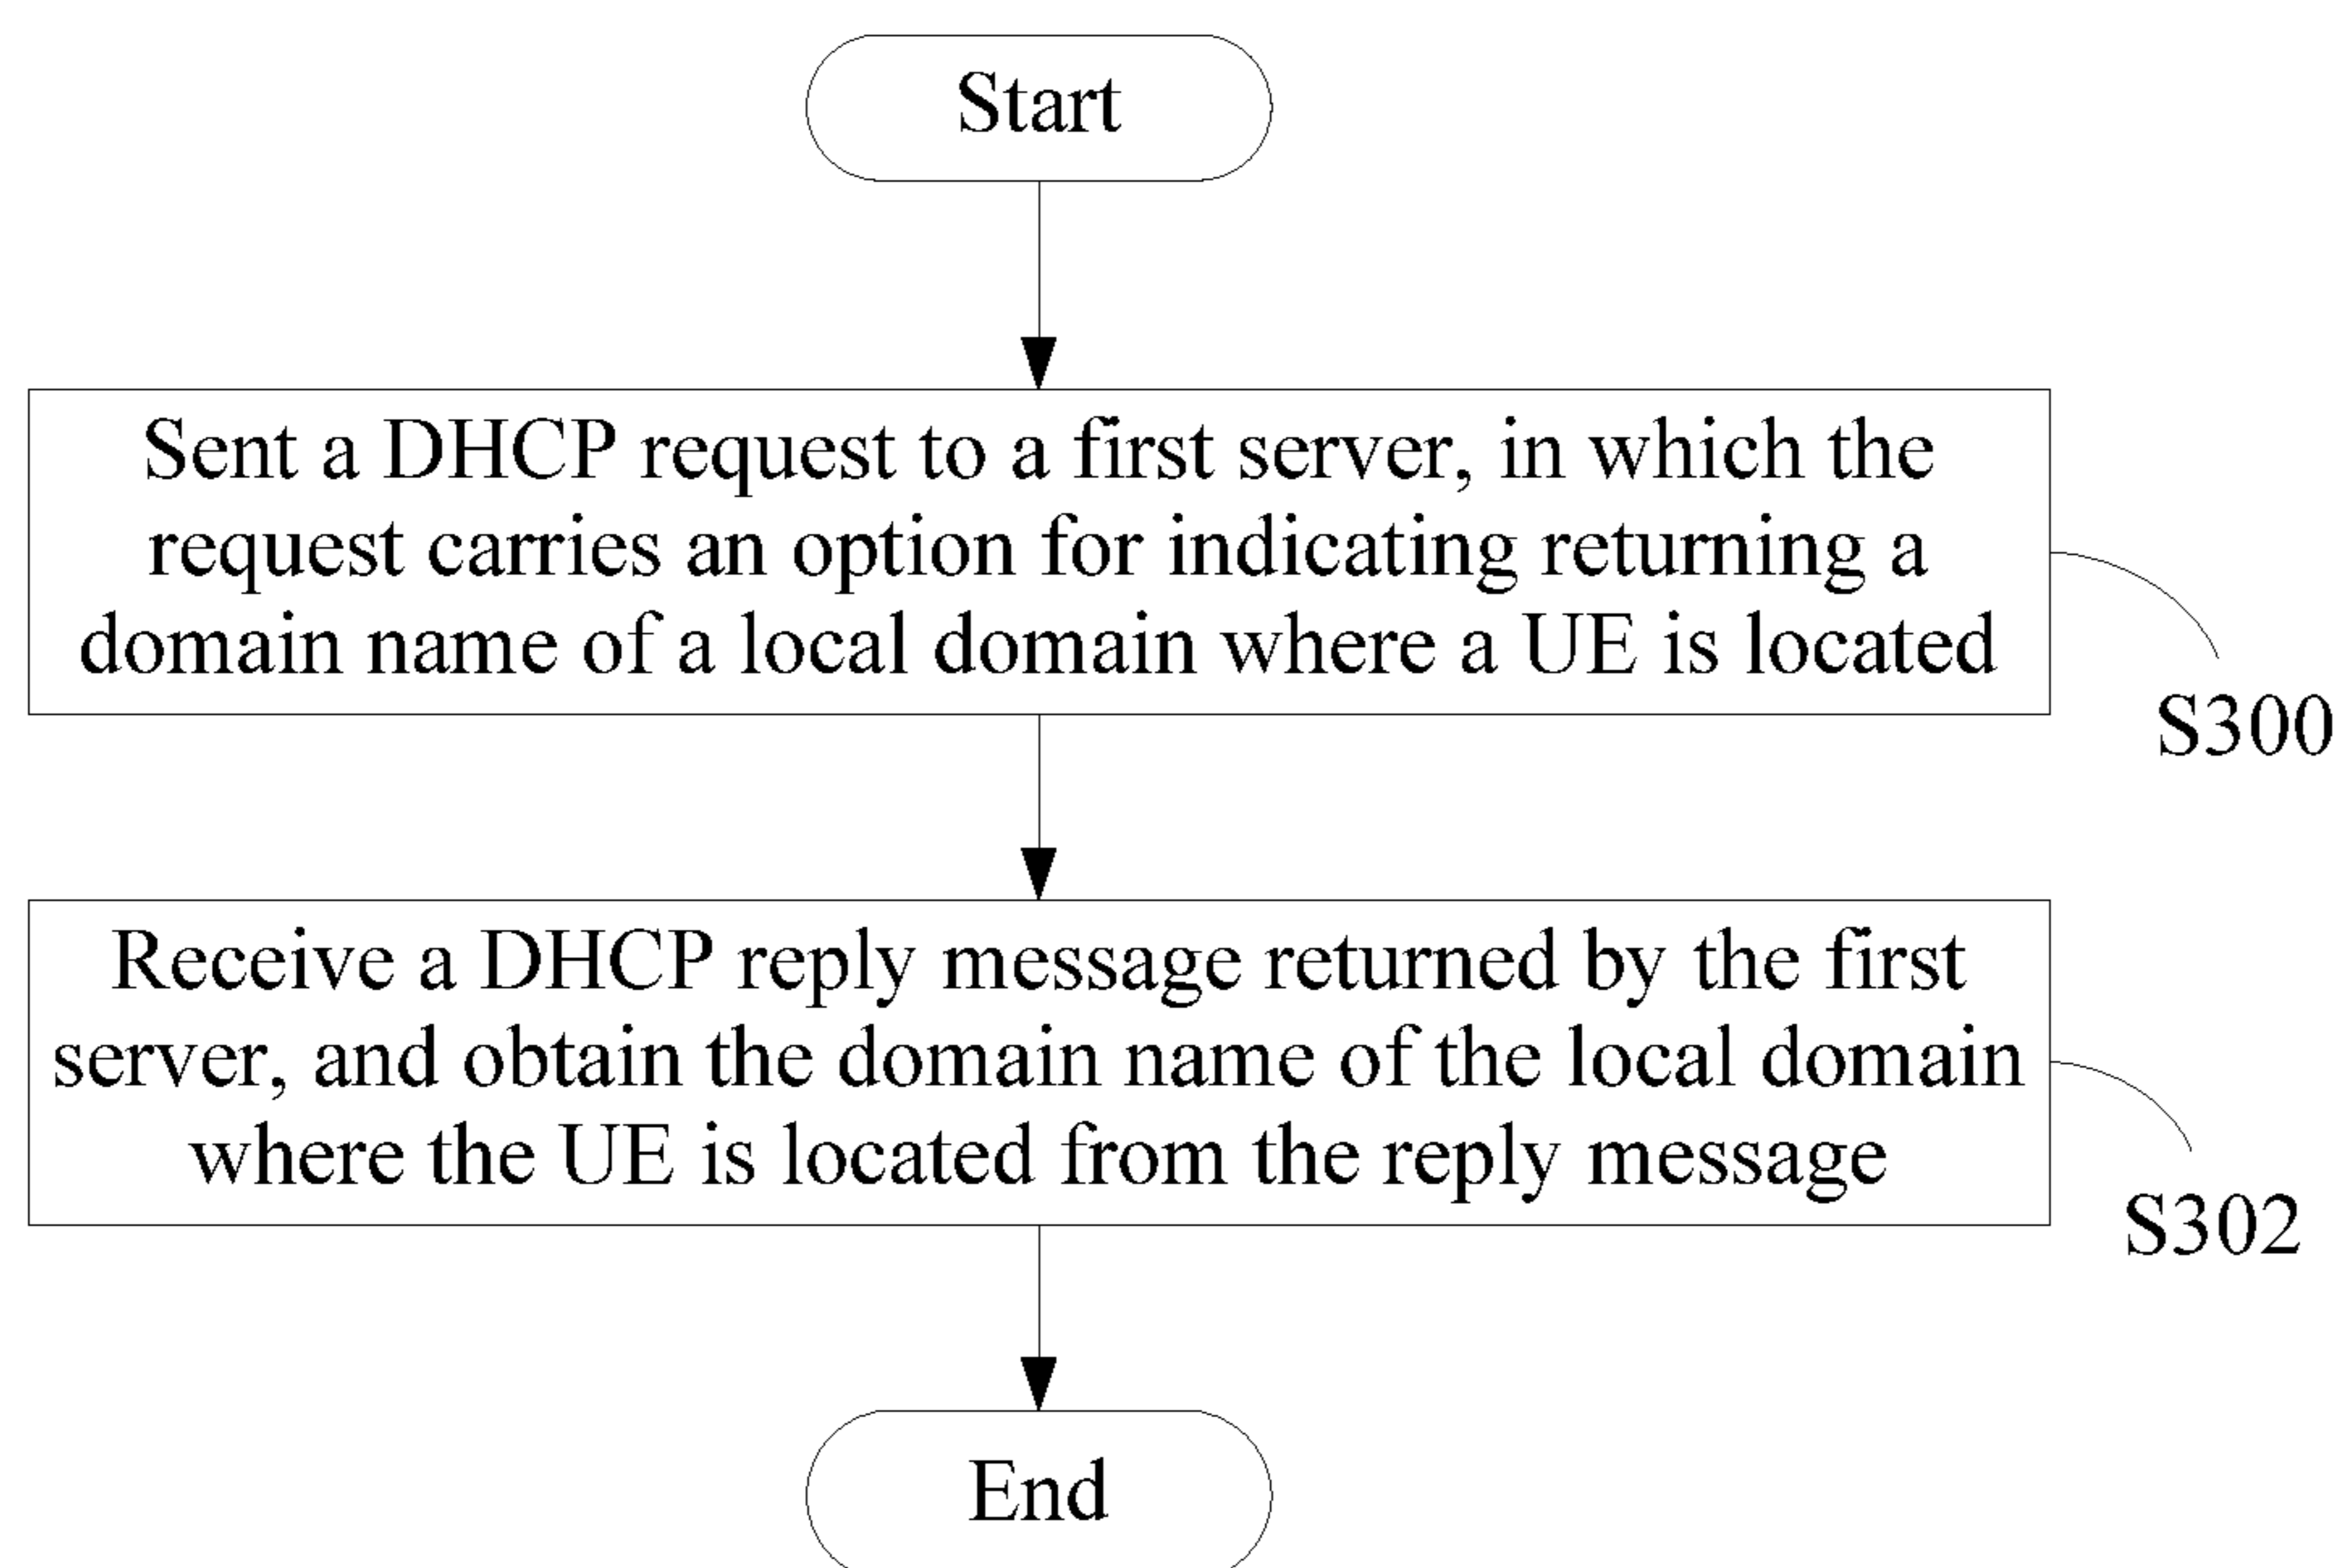 Start
Sent a DHCP request to a first server, in which the
request carries an option for indicating returning a
domain name of a local domain where a UE is located
S300
Receive a DHCP reply message returned by the first
server, and obtain the domain name of the local domain
where the UE is located from the reply message
S302
End